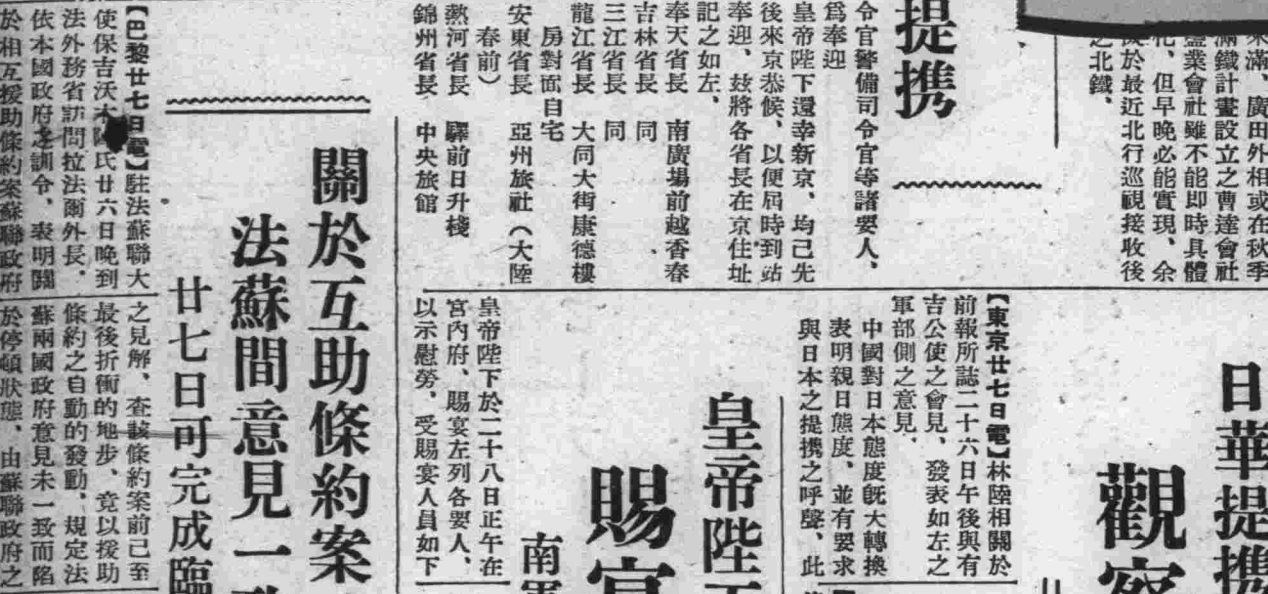 來滿、廣田外相或在秋季
滿鐵計畫設立之曹達會社
鹽業會社雖不能即時具體
化、但早晚必能實現、余
於最近北行巡視接收後
之北鐵、
提携
令官警備司令官等諸要人、
爲奉迎
皇帝陛下還幸新京、均已先
後來京恭候、以便屆時到站
奉迎、玆將各省長在京住址
記之如左、
奉天省長　南廣場前越香春
吉林省長　同
三江省長　同
龍江省長　大同大街康德樓
房對面自宅
安東省長　亞州旅社（大陸
春前）
熱河省長　驛前日升棧
錦州省長　中央旅館
日華提携
觀察
【東京廿七日電】林陸相關於
前報所誌二十六日午後與有
吉公使之會見、發表如左之
軍部側之意見、
中國對日本態度既大轉換
表明親日態度、並有要求
與日本之提携之呼聲、此
皇帝陛下
賜宴
南軍
皇帝陛下於二十八日正午在
宮內府、賜宴左列各要人、
以示慰勞、受賜宴人員如下
關於互助條約案
法蘇間意見一致
廿七日可完成臨
【巴黎廿七日電】駐法蘇聯大
使保吉沃木氏廿六日晚到
法外務省訪問拉法爾外長、
依本國政府之訓令、表明關
於相互援助條約案蘇聯政府
之見解、查該條約案前已至
最後折衝的地步、竟以援助
條約之自動的發動、規定法
蘇兩國政府意見未一致而陷
於停頓狀態、由蘇聯政府之